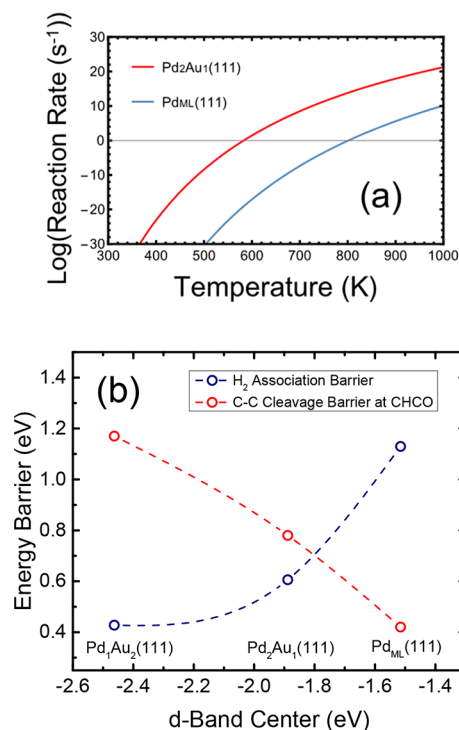 Log(Reaction Rate (s⁻¹))
30
20
10
0
-10
-20
-30
Pd₂Au₁(111)
Pd_ML(111)
(a)
300 400 500 600 700 800 900 1000
Temperature (K)
(b)
H₂ Association Barrier
C-C Cleavage Barrier at CHCO
Energy Barrier (eV)
1.4
1.2
1.0
0.8
0.6
0.4
Pd₁Au₂(111) Pd₂Au₁(111) Pd_ML(111)
-2.6 -2.4 -2.2 -2.0 -1.8 -1.6 -1.4
d-Band Center (eV)